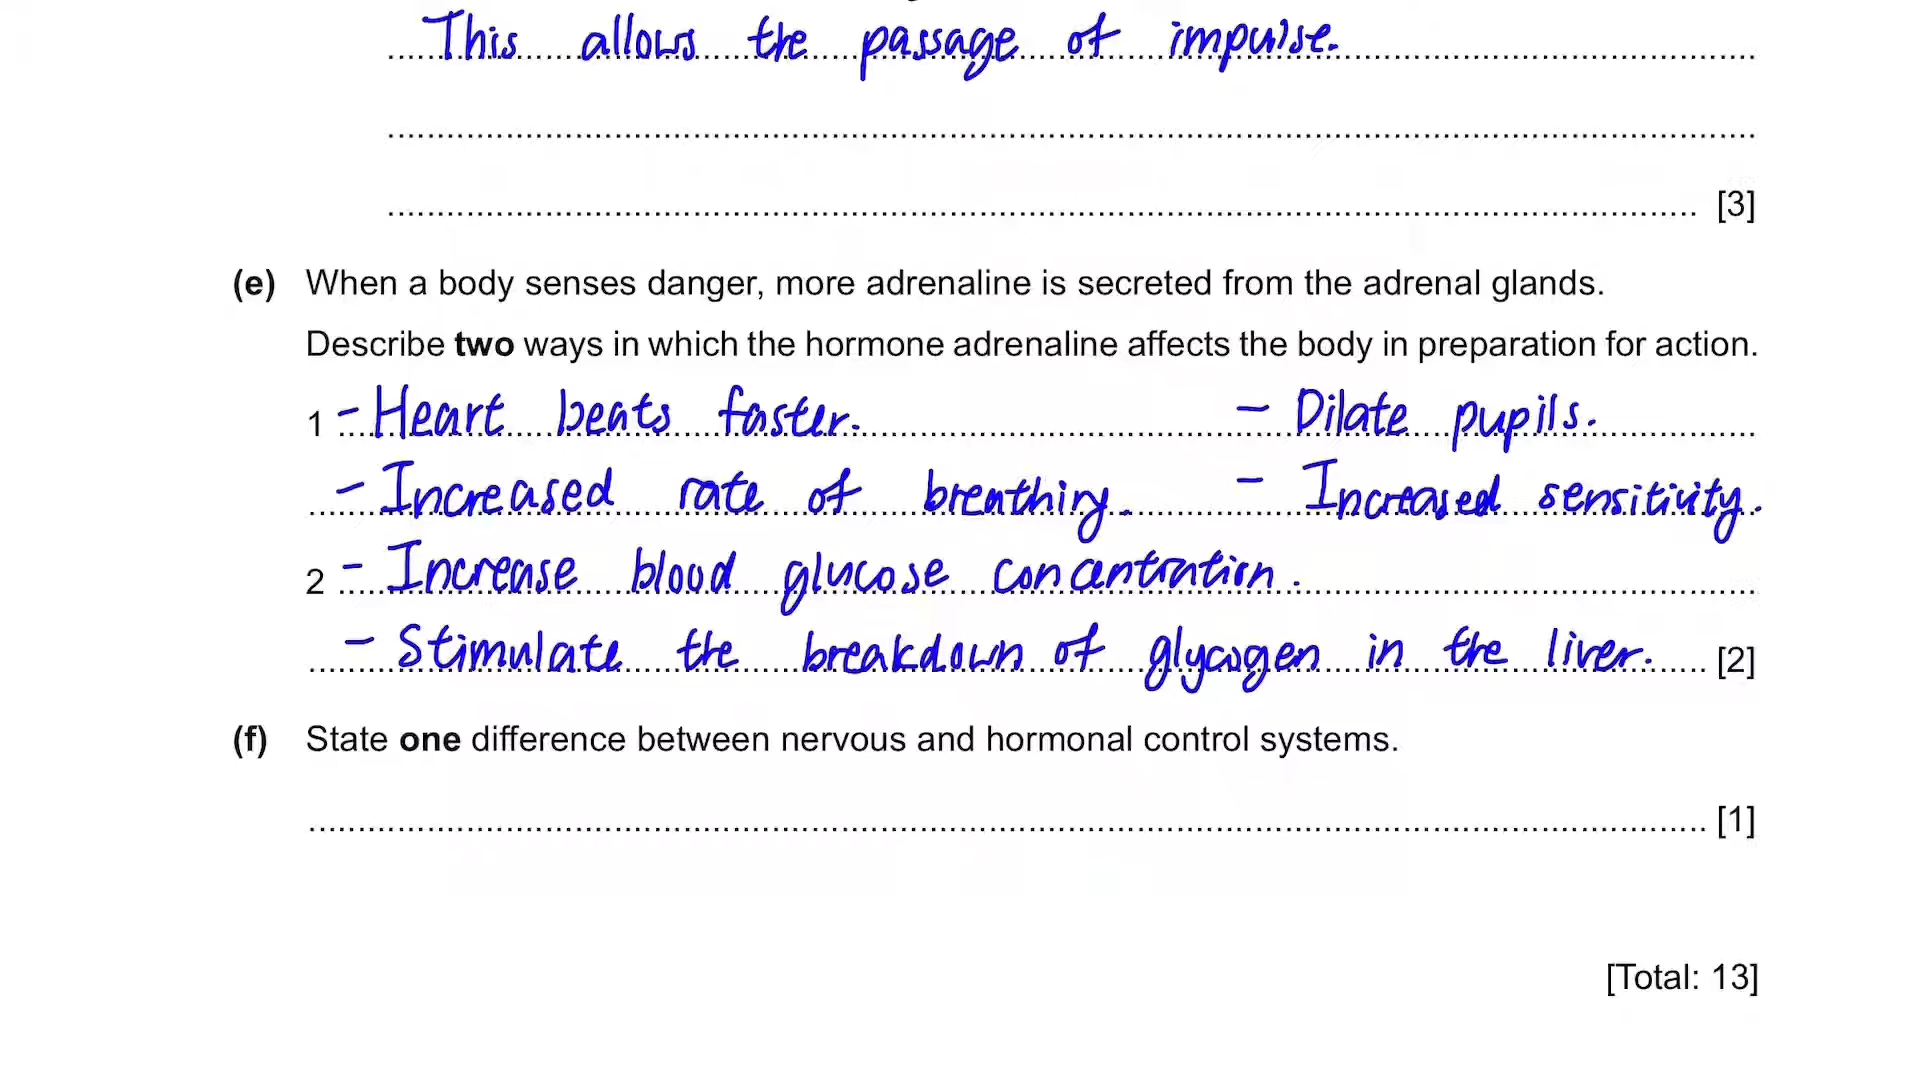 This allows the passage of impulse.
[3]
(e) When a body senses danger, more adrenaline is secreted from the adrenal glands.
Describe two ways in which the hormone adrenaline affects the body in preparation for action.
1 - Heart beats faster. - Dilate pupils.
- Increased rate of breathing. - Increased sensitivity.
2 - Increase blood glucose concentration.
- Stimulate the breakdown of glycogen in the liver. [2]
(f) State one difference between nervous and hormonal control systems.
[1]
[Total: 13]